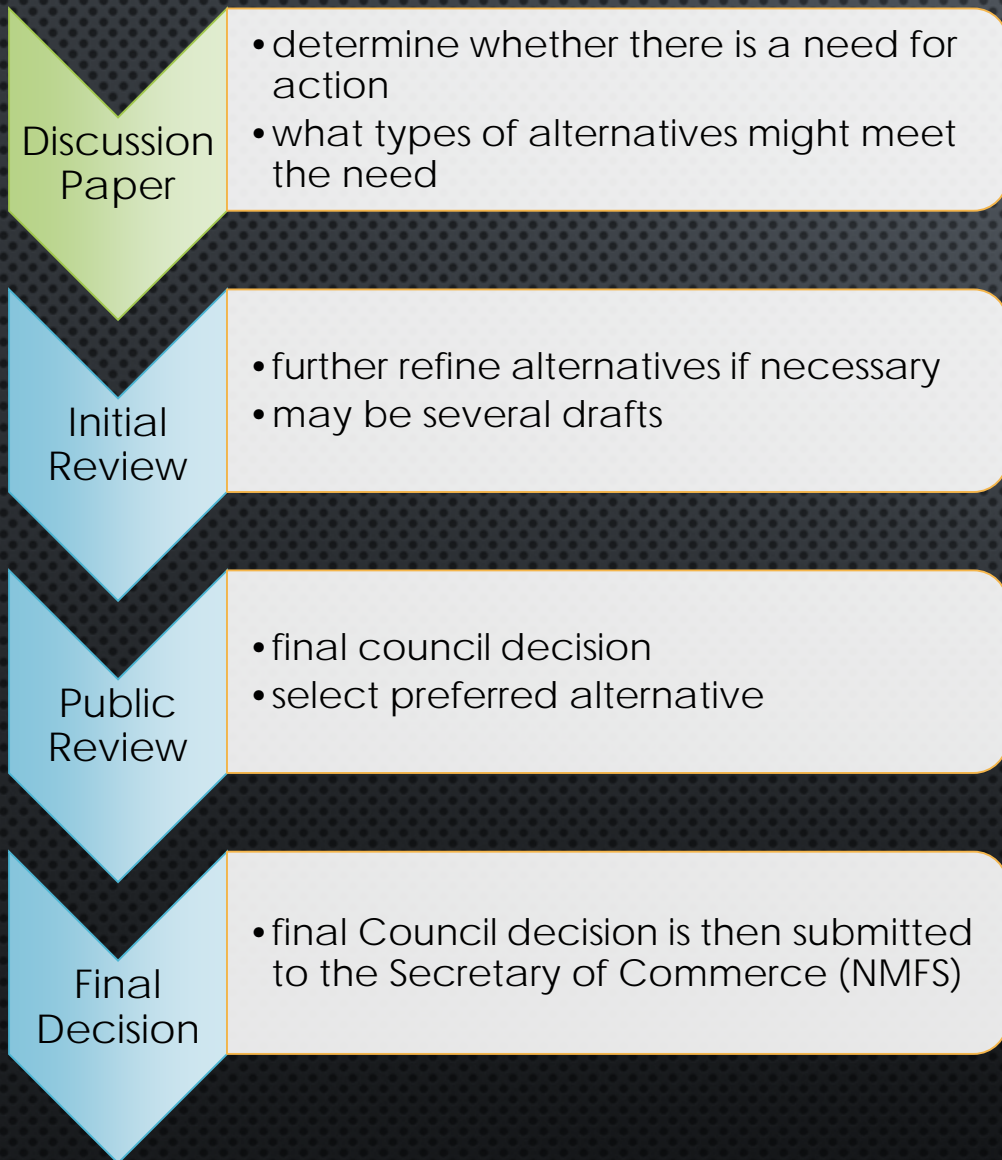 Discussion
Paper
• determine whether there is a need for
action
• what types of alternatives might meet
the need
Initial
Review
• further refine alternatives if necessary
• may be several drafts
Public
Review
• final council decision
• select preferred alternative
Final
Decision
• final Council decision is then submitted
to the Secretary of Commerce (NMFS)